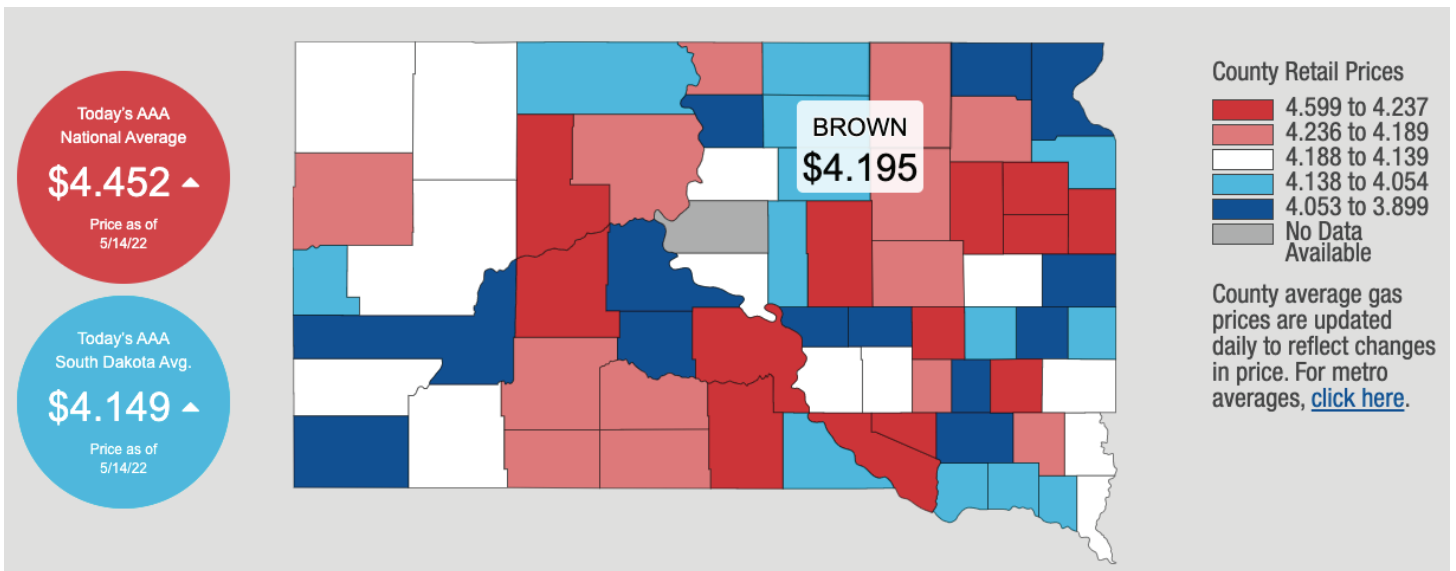 Today's AAA
National Average
$4.452
Price as of
5/14/22
Today's AAA
South Dakota Avg.
$4.149
Price as of
5/14/22
BROWN
$4.195
County Retail Prices
4.599 to 4.237
4.236 to 4.189
4.188 to 4.139
4.138 to 4.054
4.053 to 3.899
No Data
Available
County average gas
prices are updated
daily to reflect changes
in price. For metro
averages, click here.